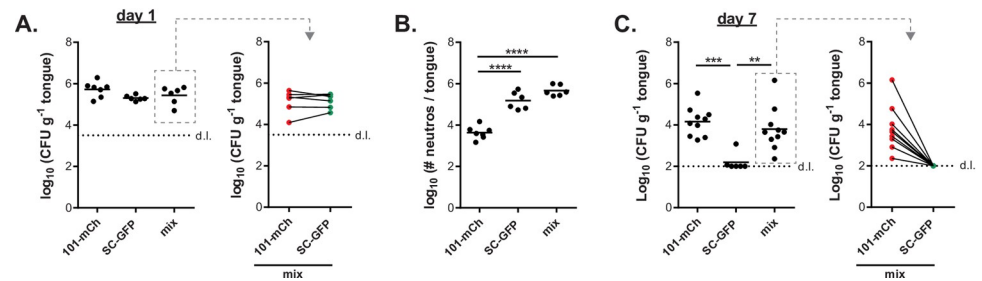 A.
day 1
log10 (CFU g-1 tongue)
8
6
4
2
0
d.l.
101-mCh
SC-GFP
mix
log10 (CFU g-1 tongue)
8
6
4
2
0
d.l.
101-mCh
SC-GFP
mix
B.
log10 (# neutros / tongue)
8
6
4
2
0
****
****
101-mCh
SC-GFP
mix
C.
day 7
Log10 (CFU g-1 tongue)
8
6
4
2
0
***
**
d.l.
101-mCh
SC-GFP
mix
Log10 (CFU g-1 tongue)
8
6
4
2
0
d.l.
101-mCh
SC-GFP
mix